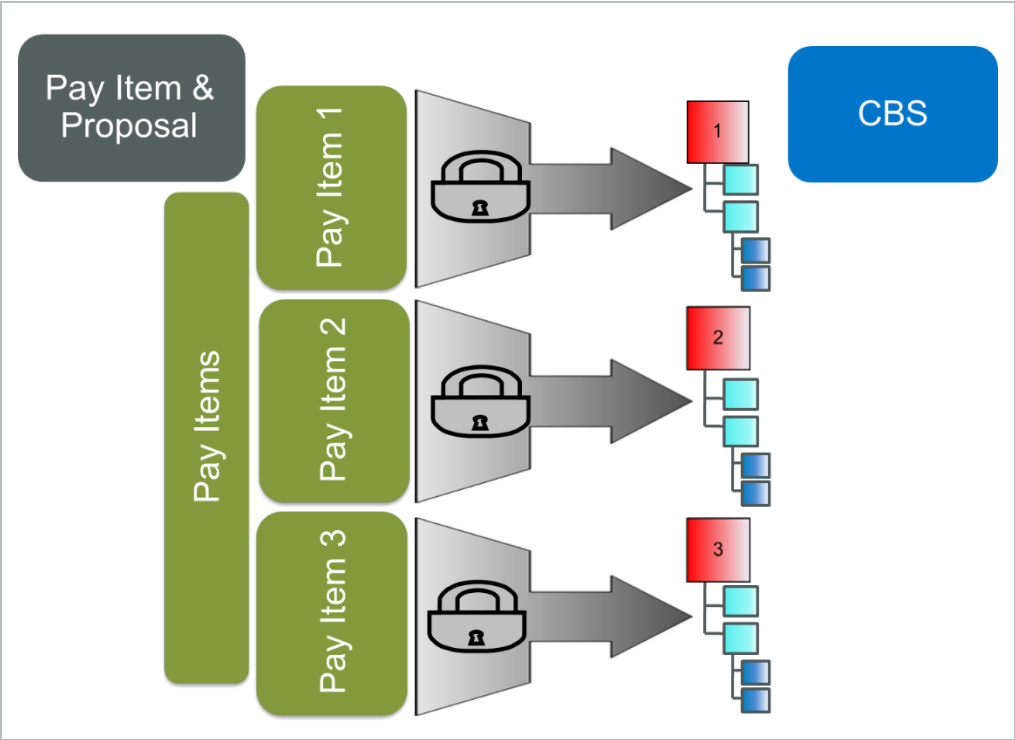 Pay Item &
Proposal
CBS
Pay Items
Pay Item 1
1
Pay Item 2
2
Pay Item 3
3